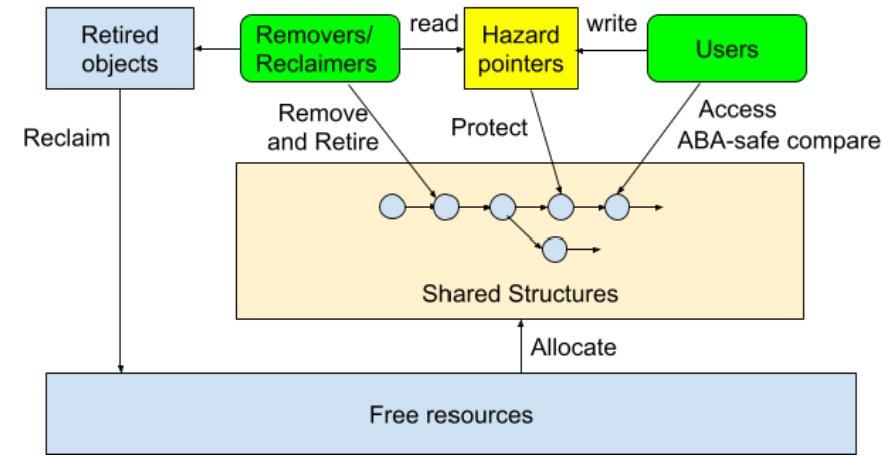 Retired
objects
Removers/
Reclaimers
read
Hazard
pointers
write
Users
Reclaim
Remove
and Retire
Protect
Access
ABA-safe compare
Shared Structures
Allocate
Free resources